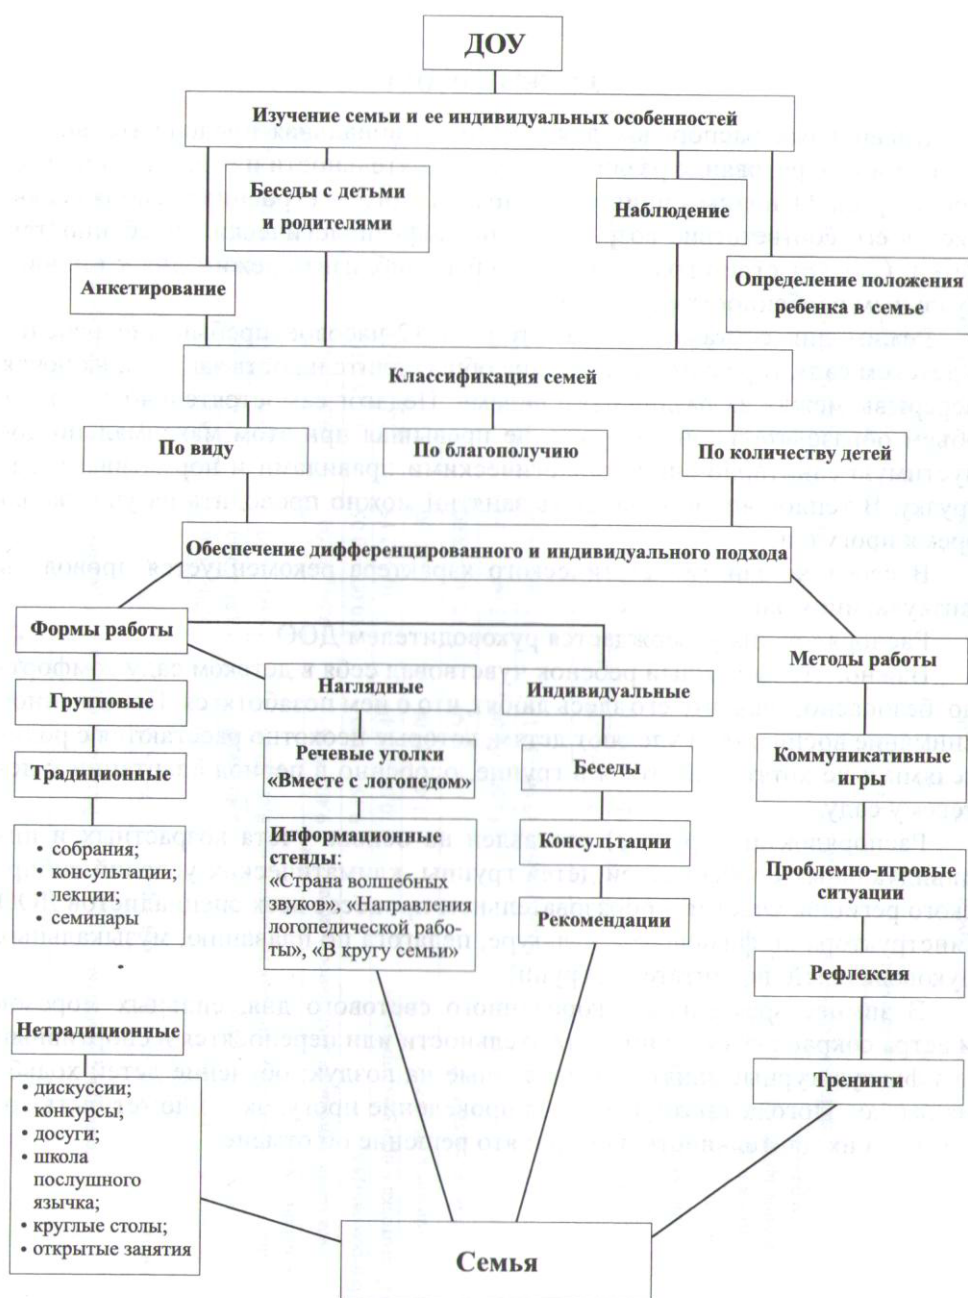 ДОУ
Изучение семьи и ее индивидуальных особенностей
Беседы с детьми
и родителями
Наблюдение
Анкетирование
Определение положения
ребенка в семье
Классификация семей
По виду
По благополучию
По количеству детей
Обеспечение дифференцированного и индивидуального подхода
Формы работы
Методы работы
Групповые
Наглядные
Индивидуальные
Традиционные
Речевые уголки
«Вместе с логопедом»
Беседы
Коммуникативные
игры
• собрания;
• консультации;
• лекции;
• семинары
Информационные
стенды:
«Страна волшебных
звуков», «Направления
логопедической рабо-
ты», «В кругу семьи»
Консультации
Рекомендации
Проблемно-игровые
ситуации
Рефлексия
Тренинги
Нетрадиционные
• дискуссии;
• конкурсы;
• досуги;
• школа
послушного
язычка;
• круглые столы;
• открытые занятия
Семья